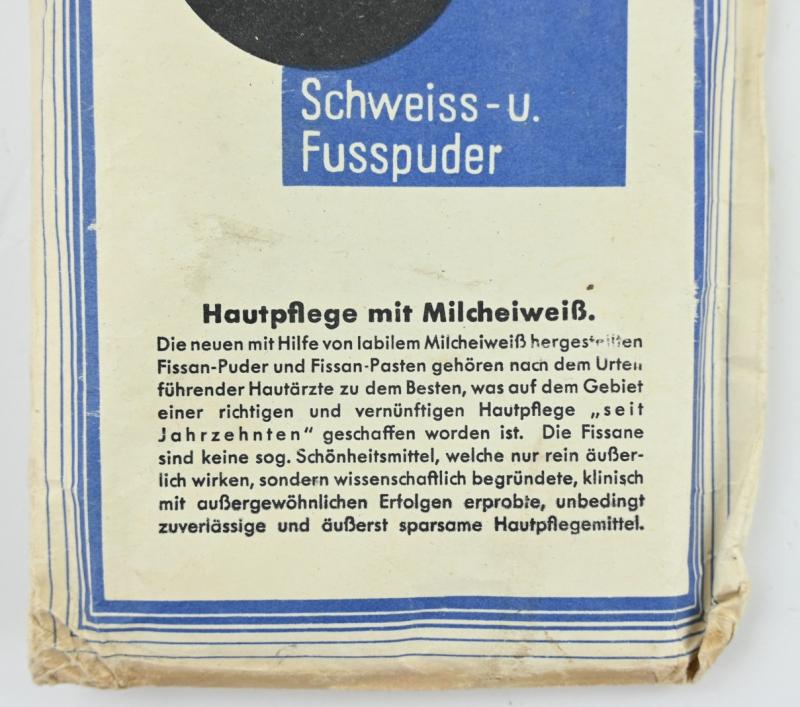 Schweiss - u.
Fusspuder
Hautpflege mit Milcheiweiß.
Die neuen mit Hilfe von labilem Milcheiweiß hergestellten
Fissan-Puder und Fissan-Pasten gehören nach dem Urteil
führender Hautärzte zu dem Besten, was auf dem Gebiet
einer richtigen und vernünftigen Hautpflege „seit
Jahrzehnten“ geschaffen worden ist. Die Fissane
sind keine sog. Schönheitsmittel, welche nur rein äußer-
lich wirken, sondern wissenschaftlich begründete, klinisch
mit außergewöhnlichen Erfolgen erprobte, unbedingt
zuverlässige und äußerst sparsame Hautpflegemittel.